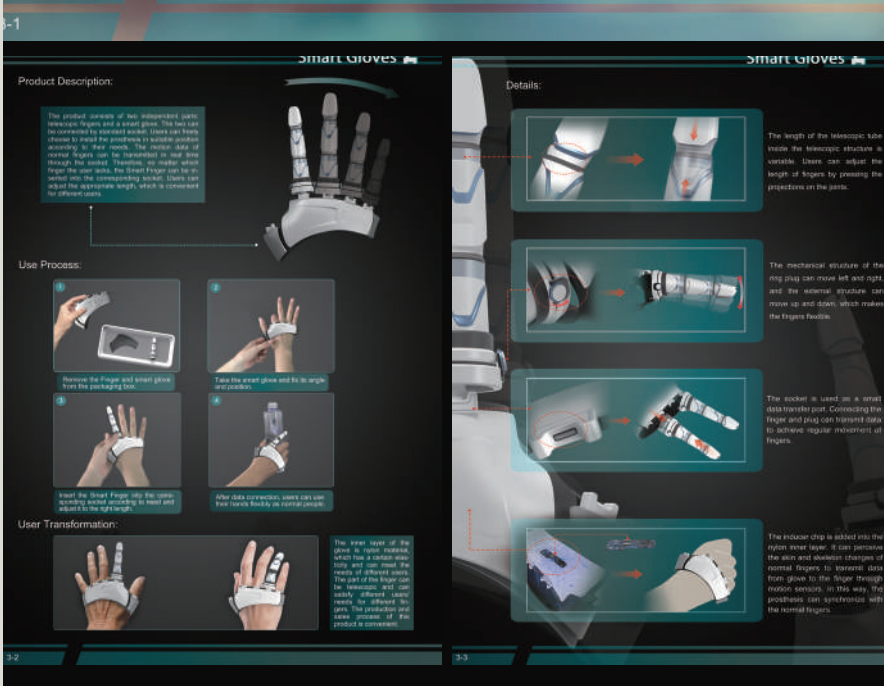 3-1
Smart Gloves
Product Description:
The product consists of two independent parts:
telescopic fingers and a smart glove. The two can
be connected by standard socket. Users can freely
choose to install the prosthesis in suitable position
according to their needs. The motion data of
normal fingers can be transmitted in real time
through the socket. Therefore, no matter which
finger the user lacks, the Smart Finger can be in-
serted into the corresponding socket. Users can
adjust the appropriate length, which is convenient
for different users.
Use Process:
1
Remove the Finger and smart glove
from the packaging box.
2
Take the smart glove and fix its angle
and position.
3
Insert the Smart Finger into the corre-
sponding socket according to need and
adjust it to the right length.
4
After data connection, users can use
their hands flexibly as normal people.
User Transformation:
The inner layer of the
glove is nylon material,
which has a certain elas-
ticity and can meet the
needs of different users.
The part of the finger can
be telescopic and can
satisfy different users'
needs for different fin-
gers. The production and
sales process of this
product is convenient.
3-2
Smart Gloves
Details:
The length of the telescopic tube
inside the telescopic structure is
variable. Users can adjust the
length of fingers by pressing the
projections on the joints.
The mechanical structure of the
ring plug can move left and right,
and the external structure can
move up and down, which makes
the fingers flexible.
The socket is used as a small
data transfer port. Connecting the
finger and plug can transmit data
to achieve regular movement of
fingers.
The inducer chip is added into the
nylon inner layer. It can perceive
the skin and skeleton changes of
normal fingers to transmit data
from glove to the finger through
motion sensors. In this way, the
prosthesis can synchronize with
the normal fingers.
3-3